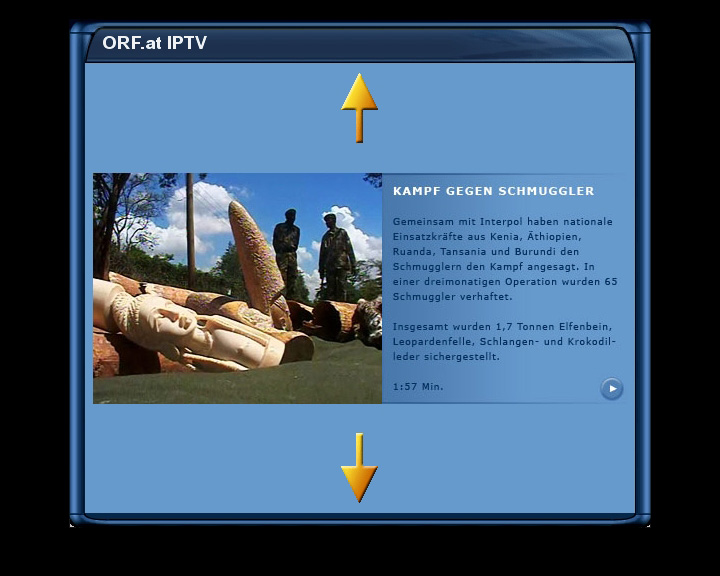 ORF.at IPTV
KAMPF GEGEN SCHMUGGLER
Gemeinsam mit Interpol haben nationale
Einsatzkräfte aus Kenia, Äthiopien,
Ruanda, Tansania und Burundi den
Schmugglern den Kampf angesagt. In
einer dreimonatigen Operation wurden 65
Schmuggler verhaftet.
Insgesamt wurden 1,7 Tonnen Elfenbein,
Leopardenfelle, Schlangen- und Krokodil-
leder sichergestellt.
1:57 Min.